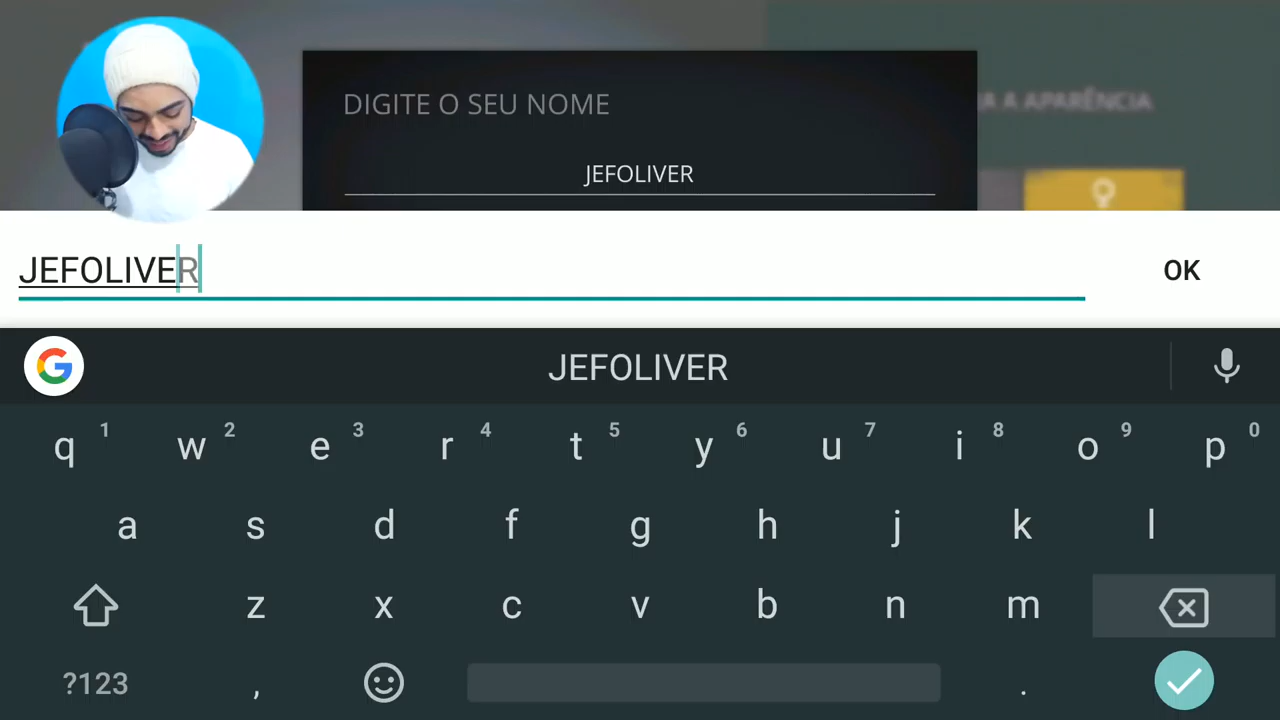 DIGITE O SEU NOME
A A APARÊNCIA
JEFOLIVER
JEFOLIVER
OK
G
JEFOLIVER
q 1 w 2 e 3 r 4 t 5 y 6 u 7 i 8 o 9 p 0
a s d f g h j k l
z x c v b n m
?123 , .